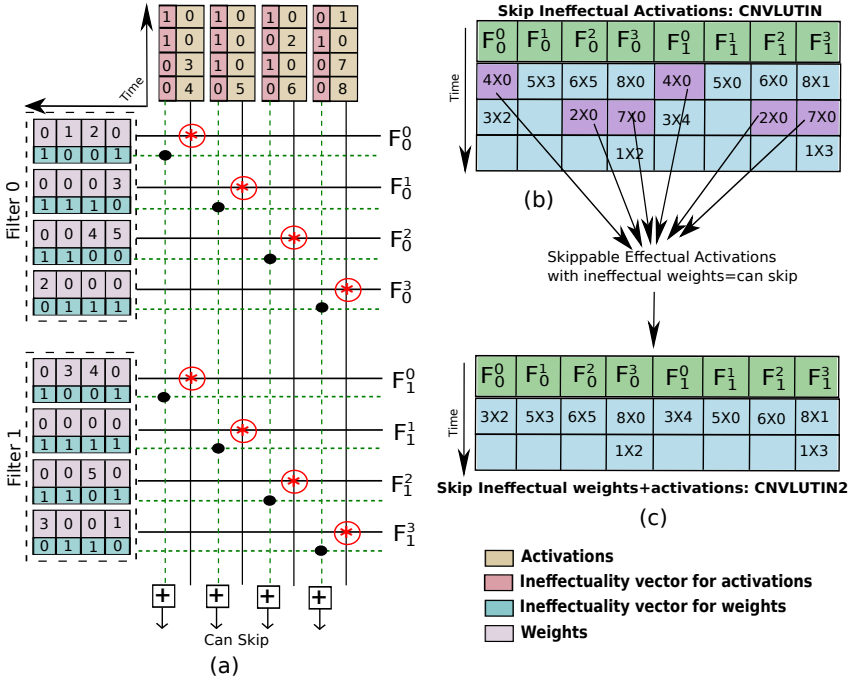 Time
1 0 1 0 1 0 0 1
1 0 1 0 1 2 1 0
0 3 1 0 1 0 0 7
0 4 0 5 0 6 0 8
Filter 0
0 1 2 0
1 0 0 1
F₀⁰
0 0 0 3
1 1 1 0
F₀¹
0 0 4 5
1 1 0 0
F₀²
2 0 0 0
0 1 1 1
F₀³
Filter 1
0 3 4 0
1 0 0 1
F₁⁰
0 0 0 0
1 1 1 1
F₁¹
0 0 5 0
1 1 0 1
F₁²
3 0 0 1
0 1 1 0
F₁³
+ + + +
Can Skip
(a)
Skip Ineffectual Activations: CNVLUTIN
Time
F₀⁰ F₀¹ F₀² F₀³ F₁⁰ F₁¹ F₁² F₁³
4X0 5X3 6X5 8X0 4X0 5X0 6X0 8X1
3X2 2X0 7X0 3X4 2X0 7X0
1X2 1X3
(b)
Skippable Effectual Activations
with ineffectual weights=can skip
Time
F₀⁰ F₀¹ F₀² F₀³ F₁⁰ F₁¹ F₁² F₁³
3X2 5X3 6X5 8X0 3X4 5X0 6X0 8X1
1X2 1X3
Skip Ineffectual weights+activations: CNVLUTIN2
(c)
Activations
Ineffectuality vector for activations
Ineffectuality vector for weights
Weights